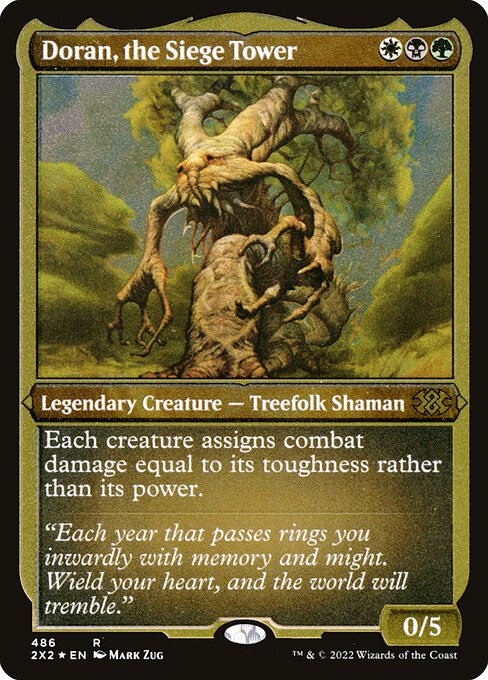 Doran, the Siege Tower
Legendary Creature — Treefolk Shaman
Each creature assigns combat
damage equal to its toughness rather
than its power.
“Each year that passes rings you
inwardly with memory and might.
Wield your heart, and the world will
tremble.”
0/5
486 R
2X2 ★ EN Mark Zug
™ & © 2022 Wizards of the Coast